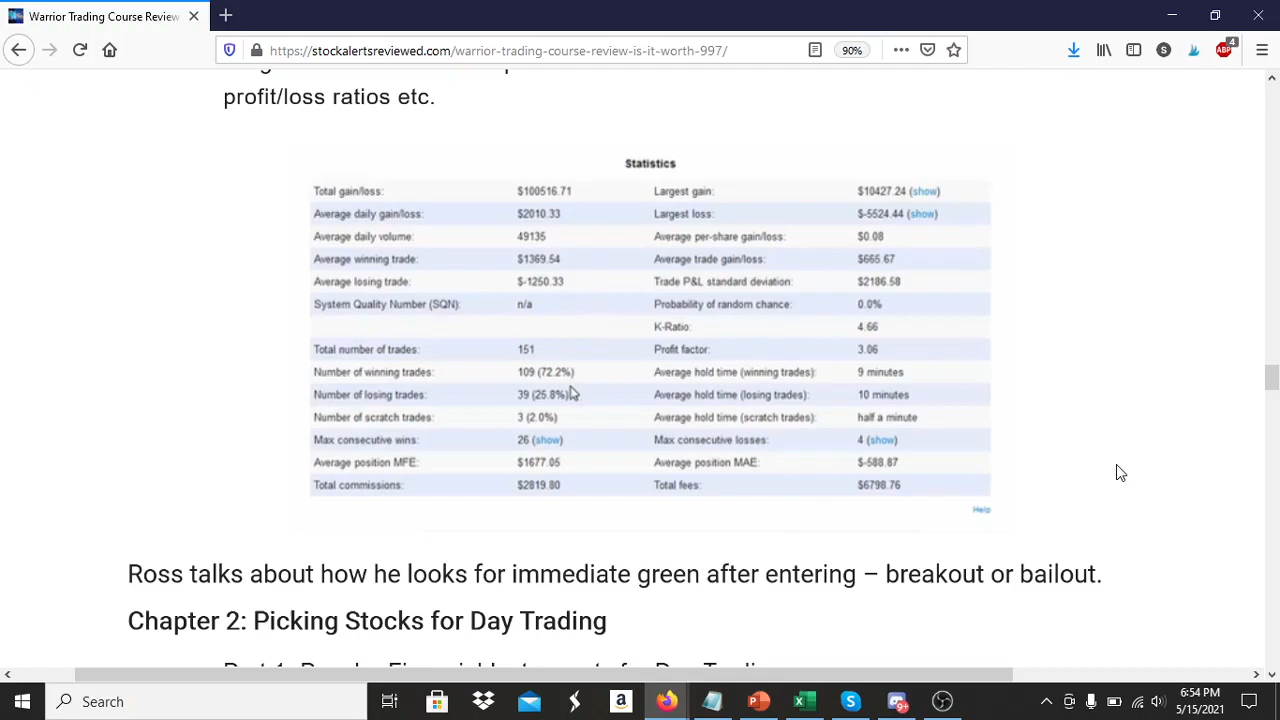 Warrior Trading Course Review
https://stockalertsreviewed.com/warrior-trading-course-review-is-it-worth-997/
90%
S
ABP
4
profit/loss ratios etc.
Statistics
Total gain/loss: $100516.71 Largest gain: $10427.24 (show)
Average daily gain/loss: $2010.33 Largest loss: $-5524.44 (show)
Average daily volume: 49135 Average per-share gain/loss: $0.08
Average winning trade: $1369.54 Average trade gain/loss: $665.67
Average losing trade: $-1250.33 Trade P&L standard deviation: $2186.58
System Quality Number (SQN): n/a Probability of random chance: 0.0%
K-Ratio: 4.66
Total number of trades: 151 Profit factor: 3.06
Number of winning trades: 109 (72.2%) Average hold time (winning trades): 9 minutes
Number of losing trades: 39 (25.8%) Average hold time (losing trades): 10 minutes
Number of scratch trades: 3 (2.0%) Average hold time (scratch trades): half a minute
Max consecutive wins: 26 (show) Max consecutive losses: 4 (show)
Average position MFE: $1677.05 Average position MAE: $-588.87
Total commissions: $2819.80 Total fees: $6798.76
Help
Ross talks about how he looks for immediate green after entering – breakout or bailout.
Chapter 2: Picking Stocks for Day Trading
Search
a
9+
6:54 PM
5/15/2021